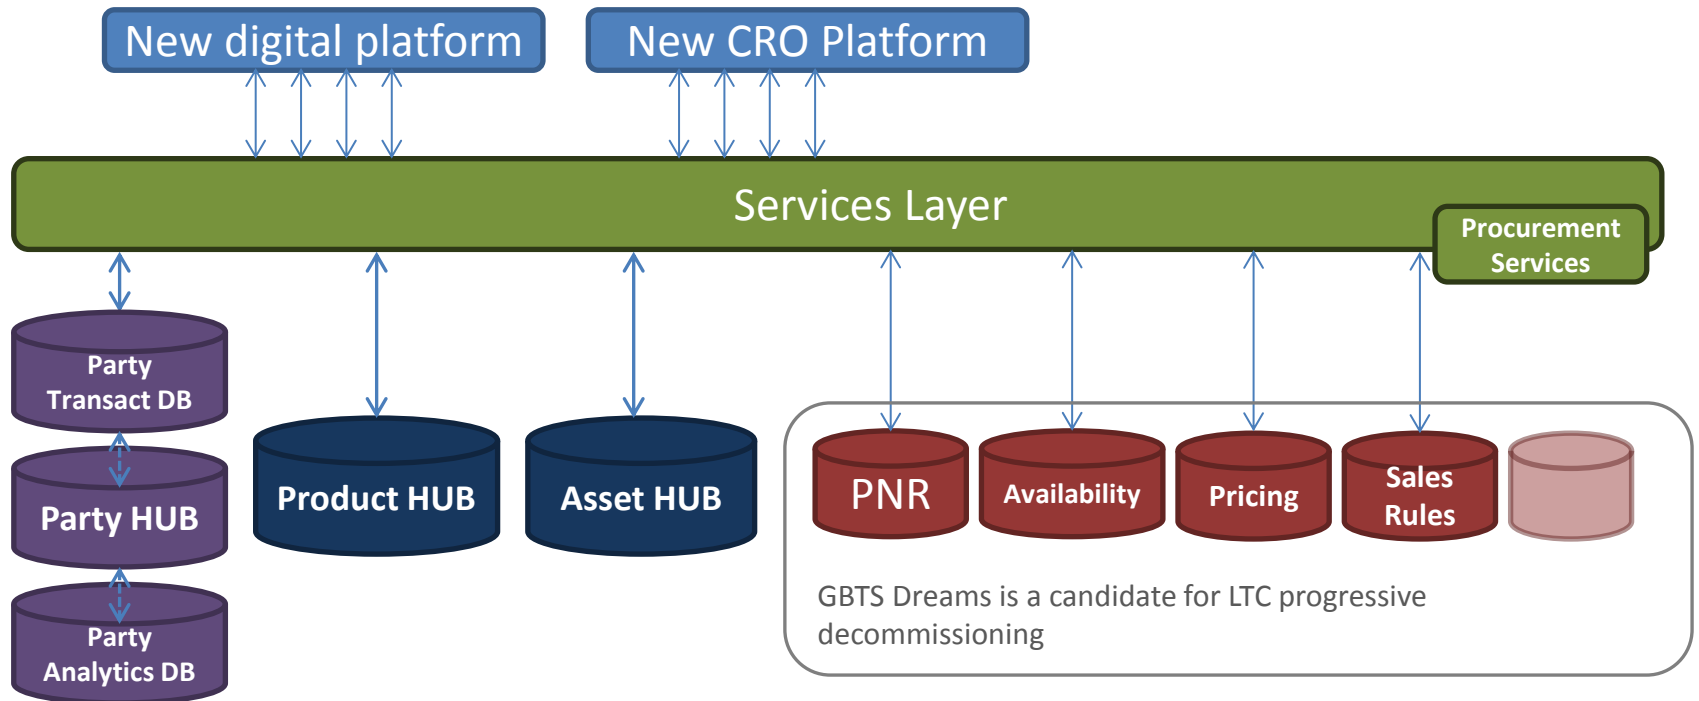 New digital platform
New CRO Platform
Services Layer
Procurement
Services
Party
Transact DB
Party HUB
Party
Analytics DB
Product HUB
Asset HUB
PNR
Availability
Pricing
Sales
Rules
GBTS Dreams is a candidate for LTC progressive
decommissioning